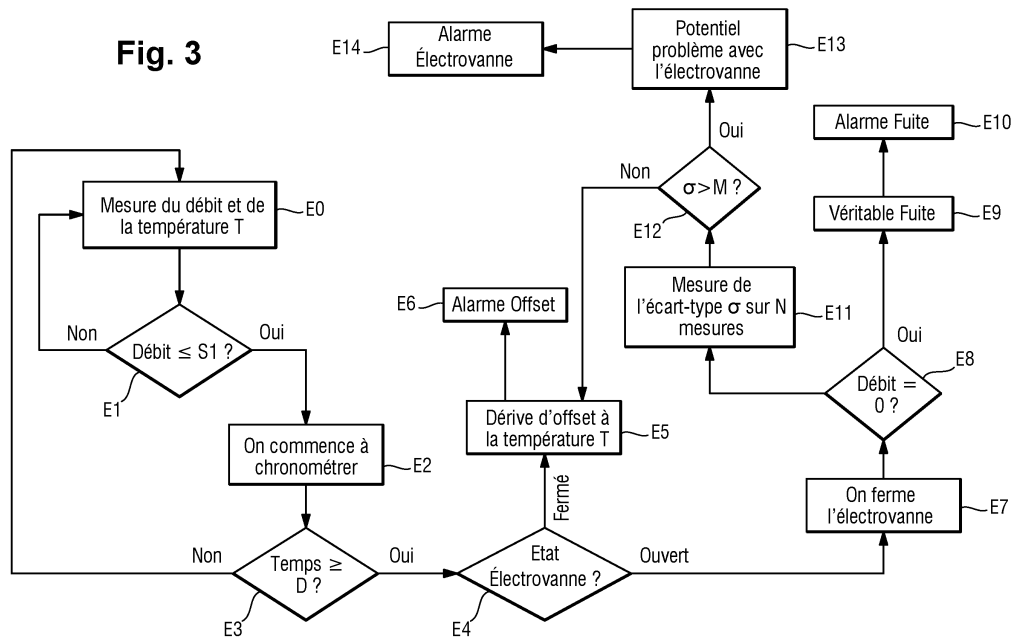 Fig. 3
E14
Alarme
Électrovanne
Potentiel
problème avec
l'électrovanne
E13
Alarme Fuite
E10
Oui
Non
σ>M ?
E12
Mesure du débit et de
la température T
E0
Véritable Fuite
E9
E6
Alarme Offset
Mesure de
l'écart-type σ sur N
mesures
E11
Non
Débit ≤ S1 ?
Oui
E1
Oui
Débit =
0 ?
E8
On commence à
chronométrer
E2
Dérive d'offset à
la température T
E5
Fermé
On ferme
l'électrovanne
E7
Non
Temps ≥
D ?
Oui
E3
Etat
Électrovanne ?
Ouvert
E4